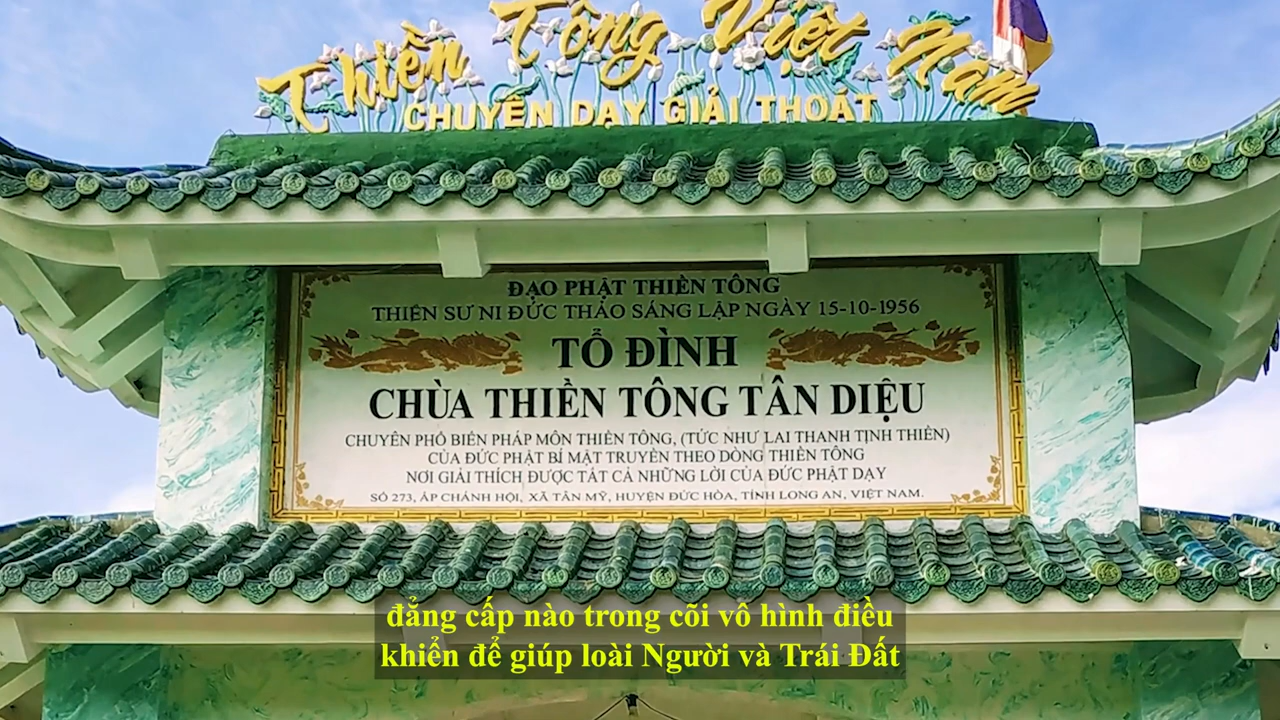 Thiền Tông Việt Nam
CHUYÊN DẠY GIẢI THOÁT
ĐẠO PHẬT THIỀN TÔNG
THIỀN SƯ NI ĐỨC THẢO SÁNG LẬP NGÀY 15-10-1956
TỔ ĐÌNH
CHÙA THIỀN TÔNG TÂN DIỆU
CHUYÊN PHỔ BIẾN PHÁP MÔN THIỀN TÔNG, (TỨC NHƯ LAI THANH TỊNH THIỀN)
CỦA ĐỨC PHẬT BÍ MẬT TRUYỀN THEO DÒNG THIỀN TÔNG
NƠI GIẢI THÍCH ĐƯỢC TẤT CẢ NHỮNG LỜI CỦA ĐỨC PHẬT DẠY
SỐ 273, ẤP CHÁNH HỘI, XÃ TÂN MỸ, HUYỆN ĐỨC HÒA, TỈNH LONG AN, VIỆT NAM.
đẳng cấp nào trong cõi vô hình điều
khiển để giúp loài Người và Trái Đất